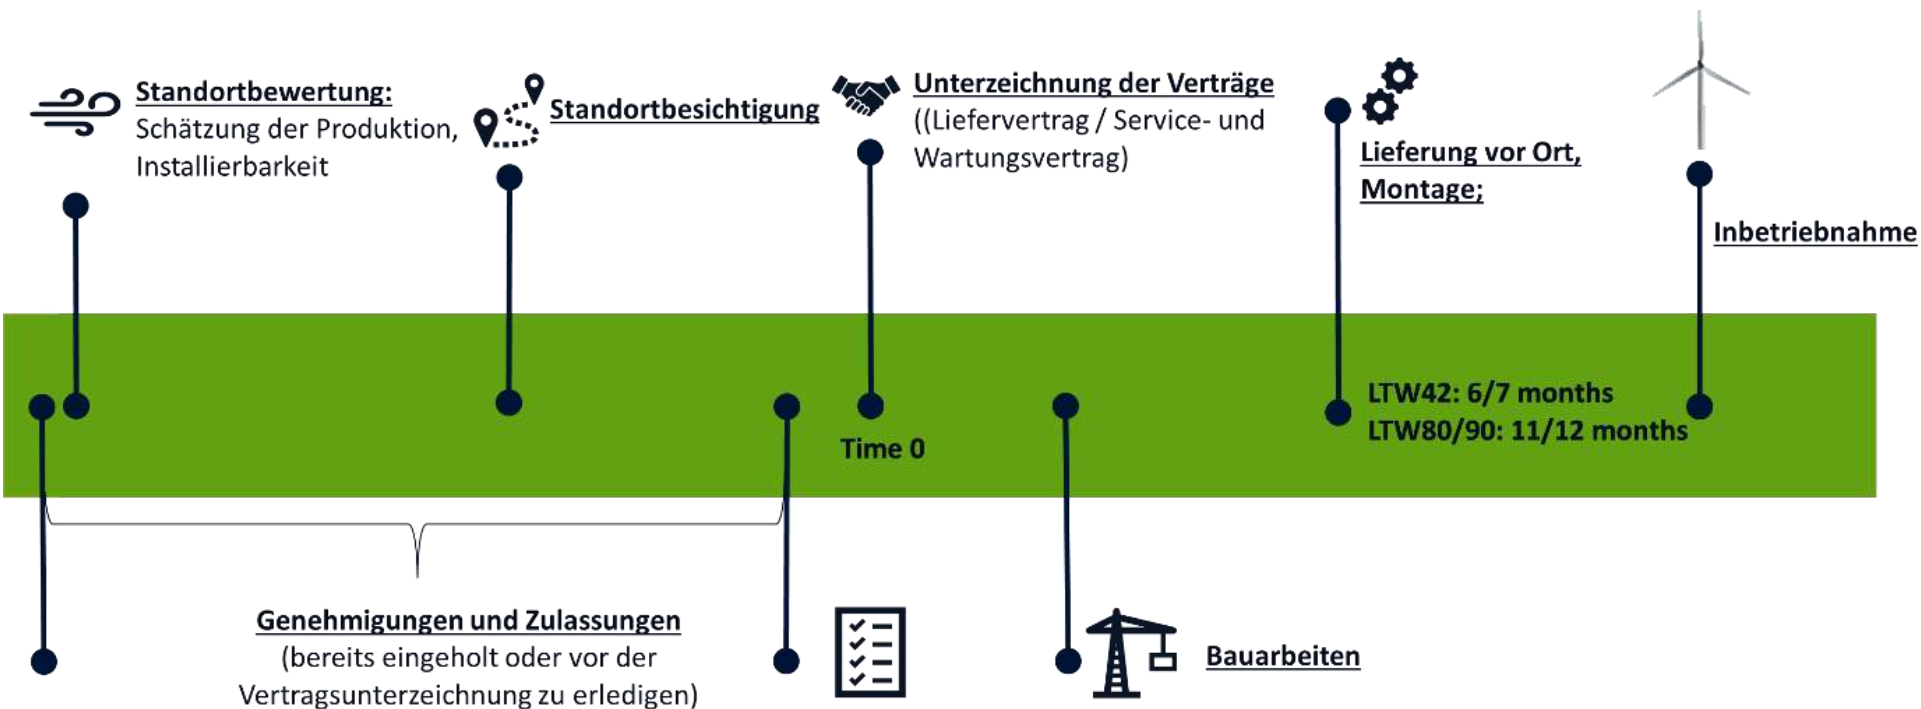 Standortbewertung:
Schätzung der Produktion,
Installierbarkeit
Standortbesichtigung
Unterzeichnung der Verträge
((Liefervertrag / Service- und
Wartungsvertrag)
Lieferung vor Ort,
Montage;
Inbetriebnahme
LTW42: 6/7 months
LTW80/90: 11/12 months
Time 0
Genehmigungen und Zulassungen
(bereits eingeholt oder vor der
Vertragsunterzeichnung zu erledigen)
Bauarbeiten